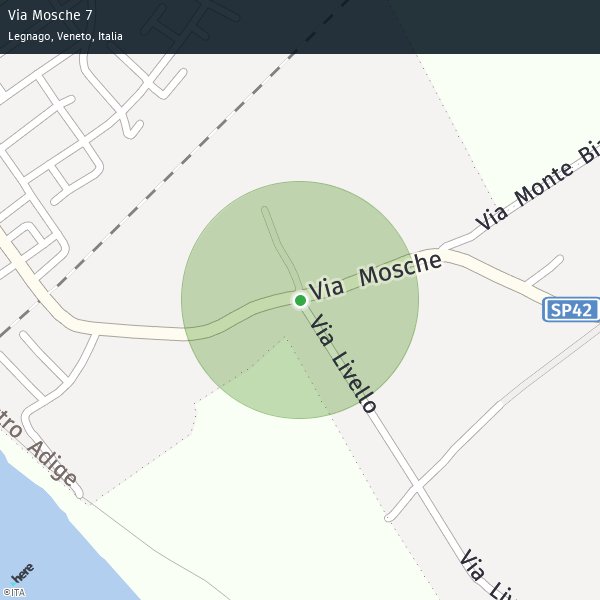 Via Mosche 7
Legnago, Veneto, Italia
Via Monte Bi
Via Mosche
SP42
Via Livello
tro Adige
Via Liv
here
©ITA